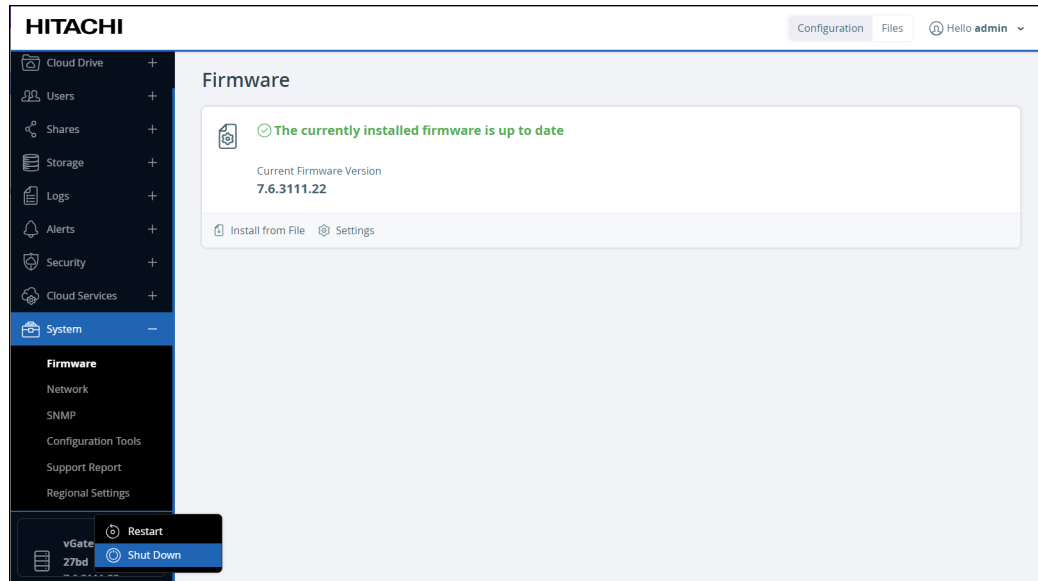 HITACHI
Configuration
Files
Hello admin
Cloud Drive
Users
Shares
Storage
Logs
Alerts
Security
Cloud Services
System
Firmware
Network
SNMP
Configuration Tools
Support Report
Regional Settings
Firmware
The currently installed firmware is up to date
Current Firmware Version
7.6.3111.22
Install from File
Settings
Restart
Shut Down
vGate
27bd